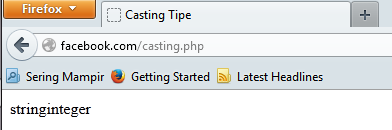 Firefox
Casting Tipe
facebook.com/casting.php
Sering Mampir Getting Started Latest Headlines
stringinteger